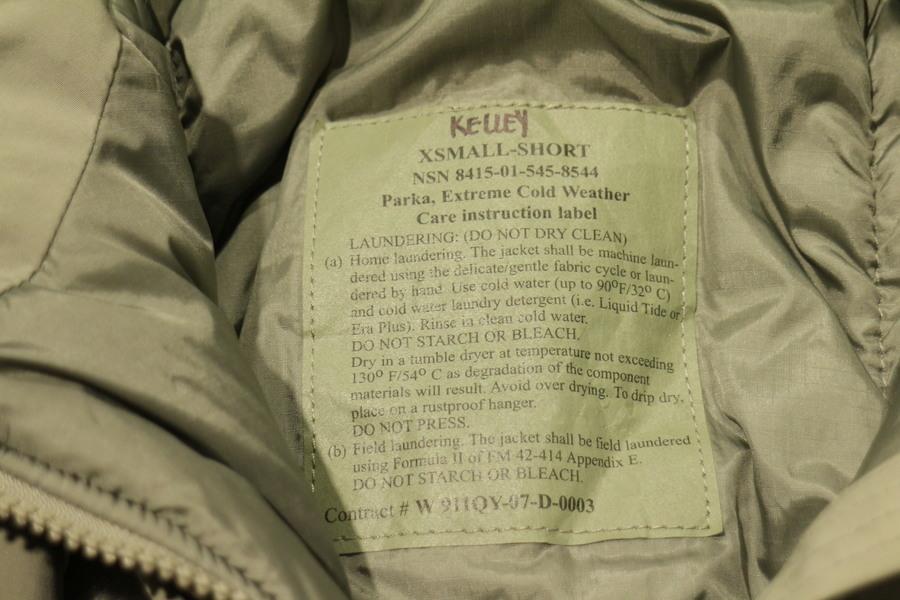 KELLEY
XSMALL-SHORT
NSN 8415-01-545-8544
Parka, Extreme Cold Weather
Care instruction label
LAUNDERING: (DO NOT DRY CLEAN)
(a) Home laundering. The jacket shall be machine laun-
dered using the delicate/gentle fabric cycle or laun-
dered by hand. Use cold water (up to 90ºF/32º C)
and cold water laundry detergent (i.e. Liquid Tide or
Era Plus). Rinse in clean cold water.
DO NOT STARCH OR BLEACH.
Dry in a tumble dryer at temperature not exceeding
130º F/54º C as degradation of the component
materials will result. Avoid over drying. To drip dry,
place on a rustproof hanger.
DO NOT PRESS.
(b) Field laundering. The jacket shall be field laundered
using Formula II of FM 42-414 Appendix E.
DO NOT STARCH OR BLEACH.
Contract # W 911QY-07-D-0003